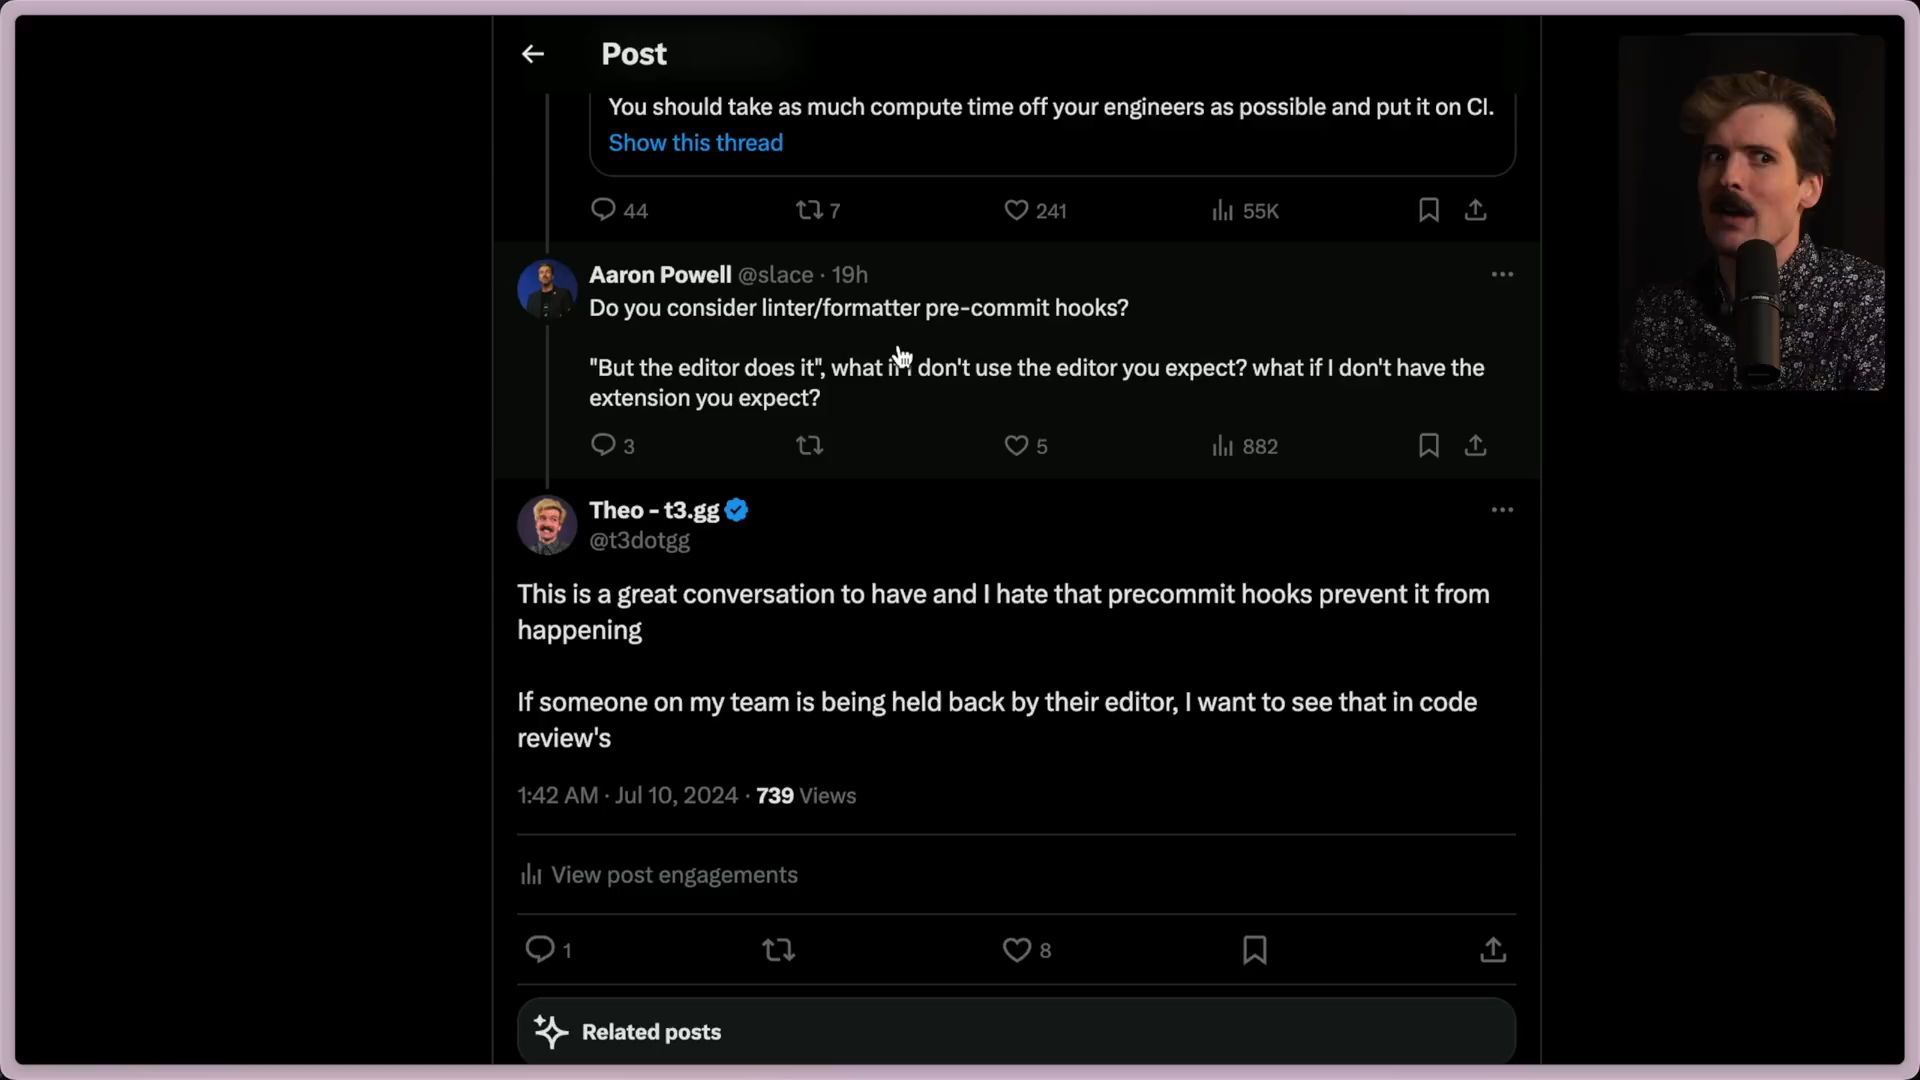 Post
You should take as much compute time off your engineers as possible and put it on CI.
Show this thread
44 7 241 55K
Aaron Powell @slace · 19h
Do you consider linter/formatter pre-commit hooks?
"But the editor does it", what if I don't use the editor you expect? what if I don't have the
extension you expect?
3 5 882
Theo - t3.gg
@t3dotgg
This is a great conversation to have and I hate that precommit hooks prevent it from
happening
If someone on my team is being held back by their editor, I want to see that in code
review's
1:42 AM · Jul 10, 2024 · 739 Views
View post engagements
1 8
Related posts